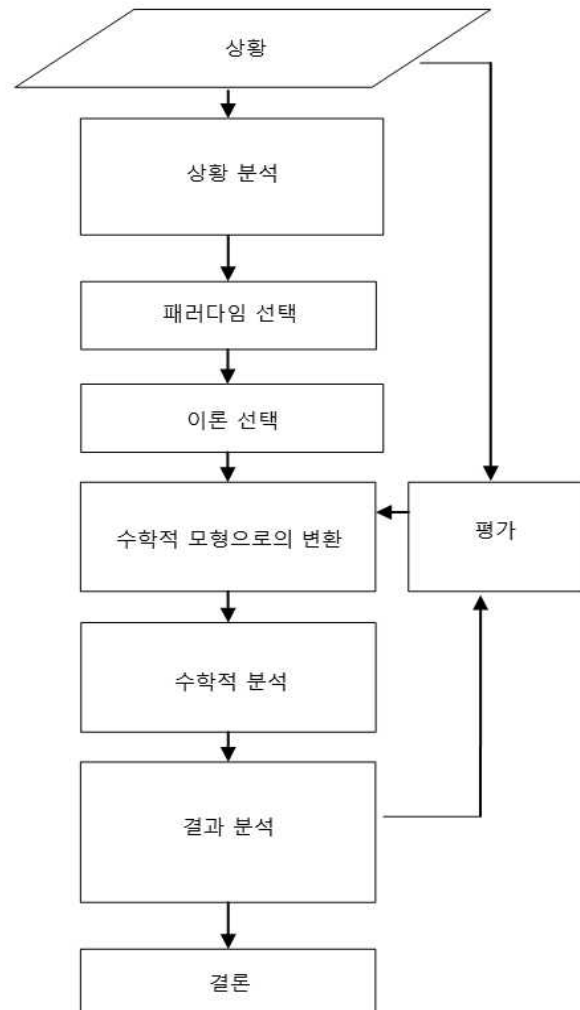 상황
상황 분석
패러다임 선택
이론 선택
수학적 모형으로의 변환
평가
수학적 분석
결과 분석
결론